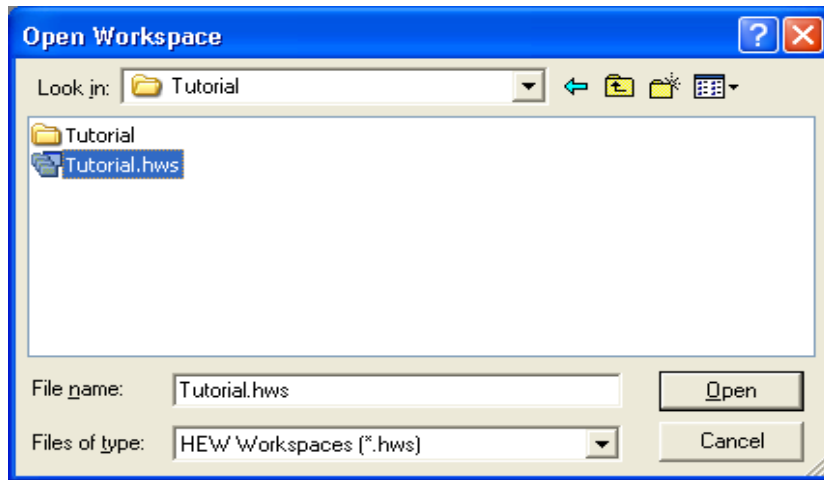 Open Workspace
Look in: Tutorial
Tutorial
Tutorial.hws
File name: Tutorial.hws
Open
Files of type: HEW Workspaces (*.hws)
Cancel